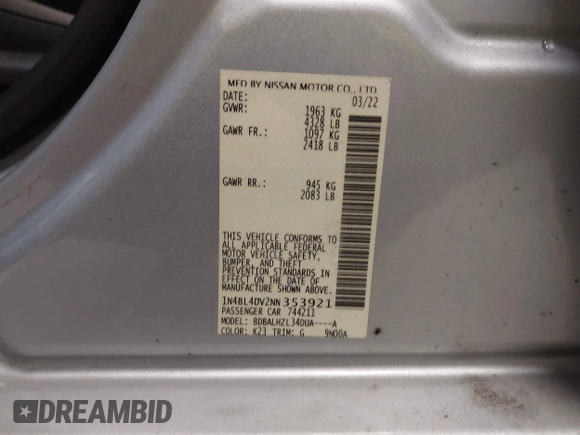 MFD BY NISSAN MOTOR CO., LTD
DATE: 03/22
GVWR: 1963 KG
4328 LB
GAWR FR.: 1097 KG
2418 LB
GAWR RR.: 945 KG
2083 LB
THIS VEHICLE CONFORMS TO
ALL APPLICABLE FEDERAL
MOTOR VEHICLE SAFETY,
BUMPER, AND THEFT
PREVENTION STANDARDS IN
EFFECT ON THE DATE OF
MANUFACTURE SHOWN ABOVE.
1N4BL4DV2NN353921
PASSENGER CAR 744211
MODEL: BDBALHZL34DUA----A
COLOR: KZ3 TRIM: G 9N00A
DREAMBID